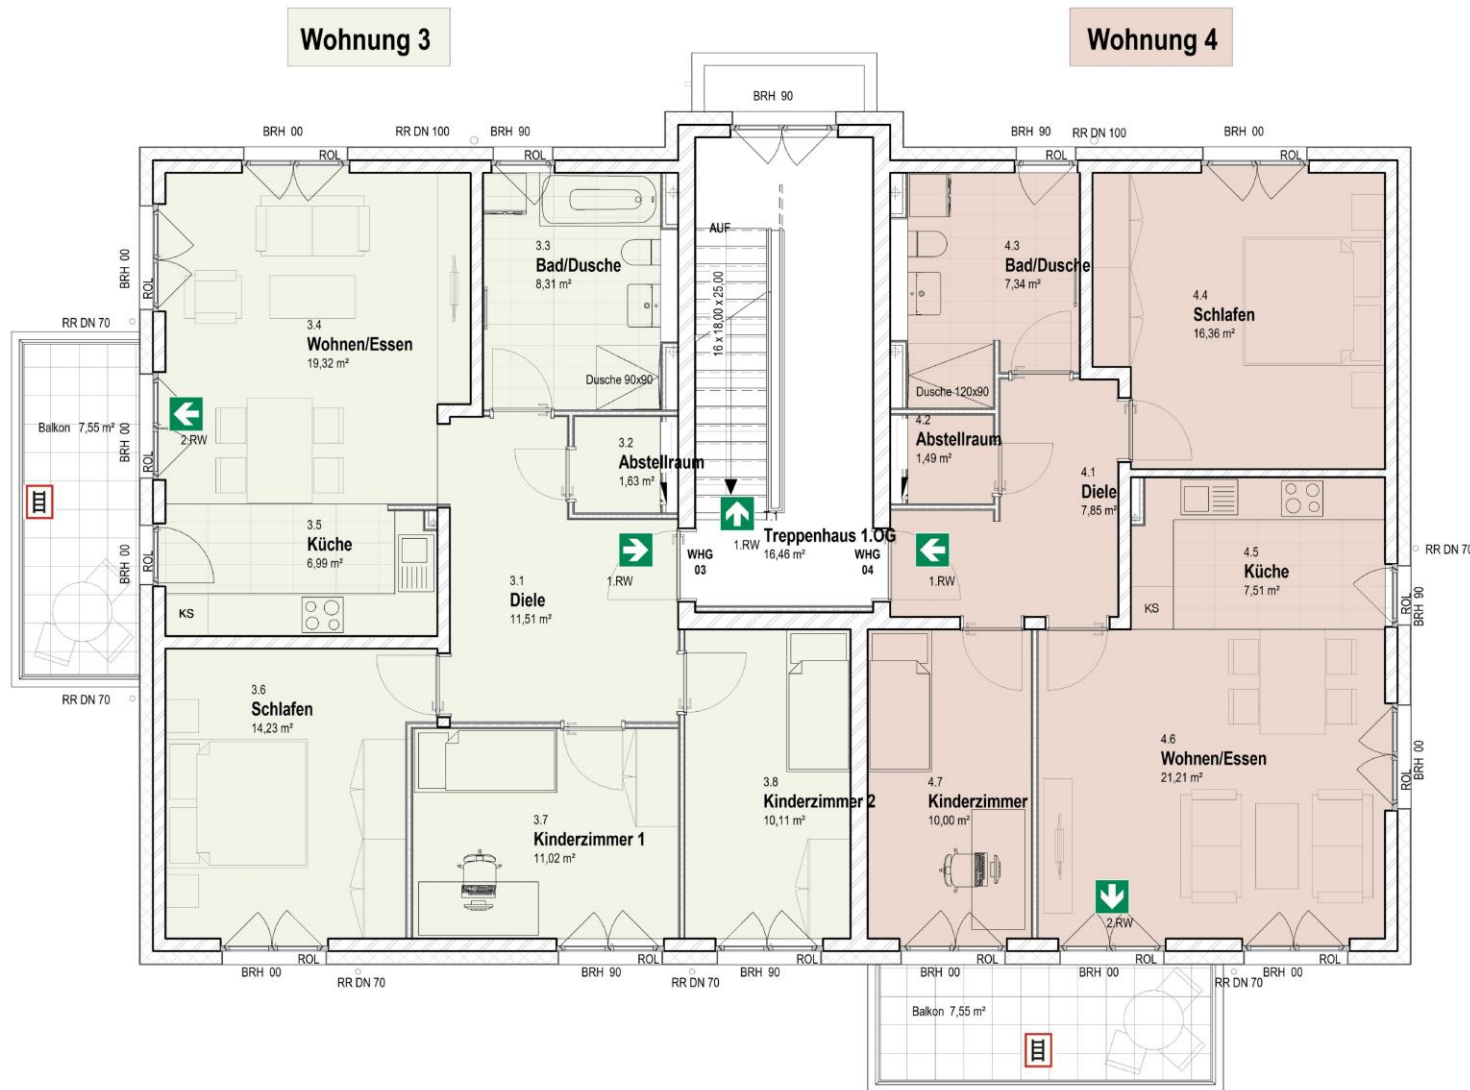 Wohnung 3
Wohnung 4
BRH 90
BRH 00
RR DN 100
BRH 90
BRH 90
RR DN 100
BRH 00
ROL
ROL
ROL
ROL
AUF
16 x 18,00 x 25,00
3.3
Bad/Dusche
8,31 m²
4.3
Bad/Dusche
7,34 m²
BRH 00
ROL
RR DN 70
3.4
Wohnen/Essen
19,32 m²
4.4
Schlafen
16,36 m²
Dusche 90x90
Dusche 120x90
Balkon 7,55 m²
2.RW
BRH 00
ROL
3.2
Abstellraum
1,63 m²
4.2
Abstellraum
1,49 m²
4.1
Diele
7,85 m²
3.5
Küche
6,99 m²
BRH 00
ROL
KS
1.RW
WHG
03
1.RW
Treppenhaus 1.OG
16,46 m²
WHG
04
1.RW
3.1
Diele
11,51 m²
4.5
Küche
7,51 m²
KS
RR DN 70
ROL
BRH 90
RR DN 70
3.6
Schlafen
14,23 m²
3.7
Kinderzimmer 1
11,02 m²
3.8
Kinderzimmer 2
10,11 m²
4.7
Kinderzimmer
10,00 m²
4.6
Wohnen/Essen
21,21 m²
ROL
BRH 00
2.RW
BRH 00
ROL
RR DN 70
BRH 90
ROL
RR DN 70
BRH 90
ROL
BRH 00
ROL
BRH 00
ROL
RR DN 70
BRH 00
ROL
Balkon 7,55 m²